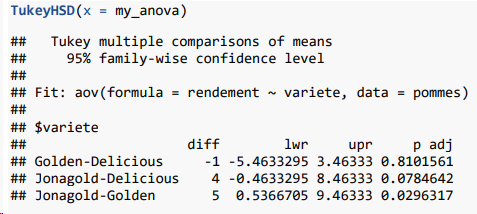 TukeyHSD(x = my_anova)
##   Tukey multiple comparisons of means
##     95% family-wise confidence level
##
## Fit: aov(formula = rendement ~ variete, data = pommes)
##
## $variete
##                    diff        lwr     upr     p adj
## Golden-Delicious     -1 -5.4633295 3.46333 0.8101561
## Jonagold-Delicious    4 -0.4633295 8.46333 0.0784642
## Jonagold-Golden       5  0.5366705 9.46333 0.0296317